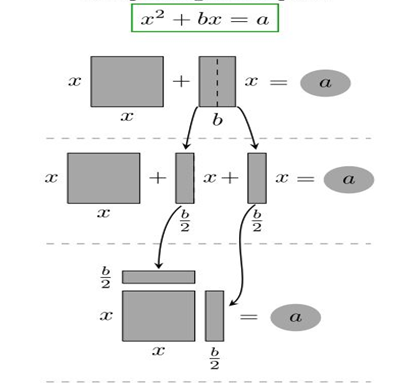 x² + bx = a
x + x = a
x b
x + x + x = a
x b/2 b/2
b/2
x = a
x b/2